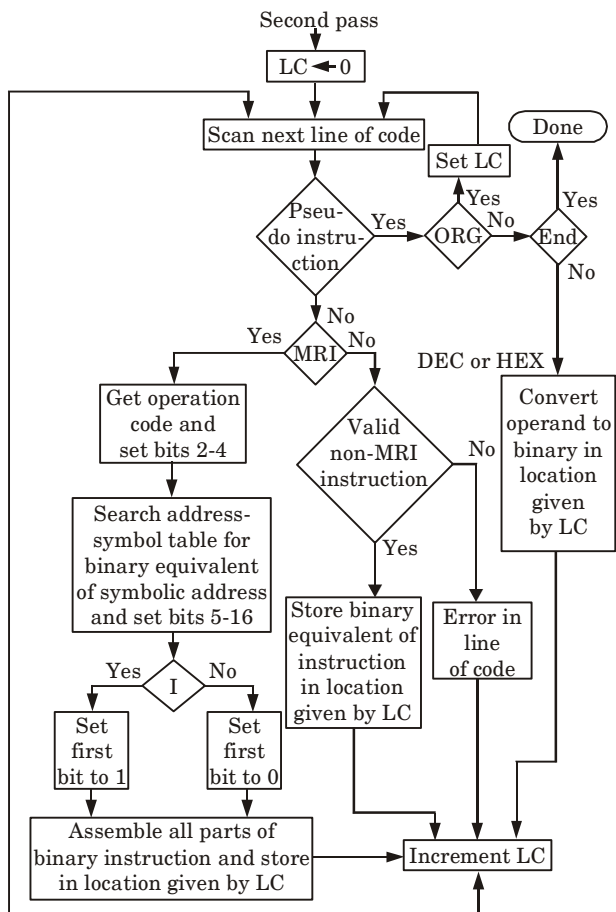 Second pass
LC ← 0
Scan next line of code
Done
Set LC
Pseu-
do instru-
ction
Yes
Yes
ORG
No
Yes
End
No
No
Yes
MRI
No
DEC or HEX
Get operation
code and
set bits 2-4
Valid
non-MRI
instruction
No
Convert
operand to
binary in
location
given
by LC
Search address-
symbol table for
binary equivalent
of symbolic address
and set bits 5-16
Yes
Store binary
equivalent of
instruction
in location
given by LC
Error in
line
of code
Yes
I
No
Set
first
bit to 1
Set
first
bit to 0
Assemble all parts of
binary instruction and store
in location given by LC
Increment LC